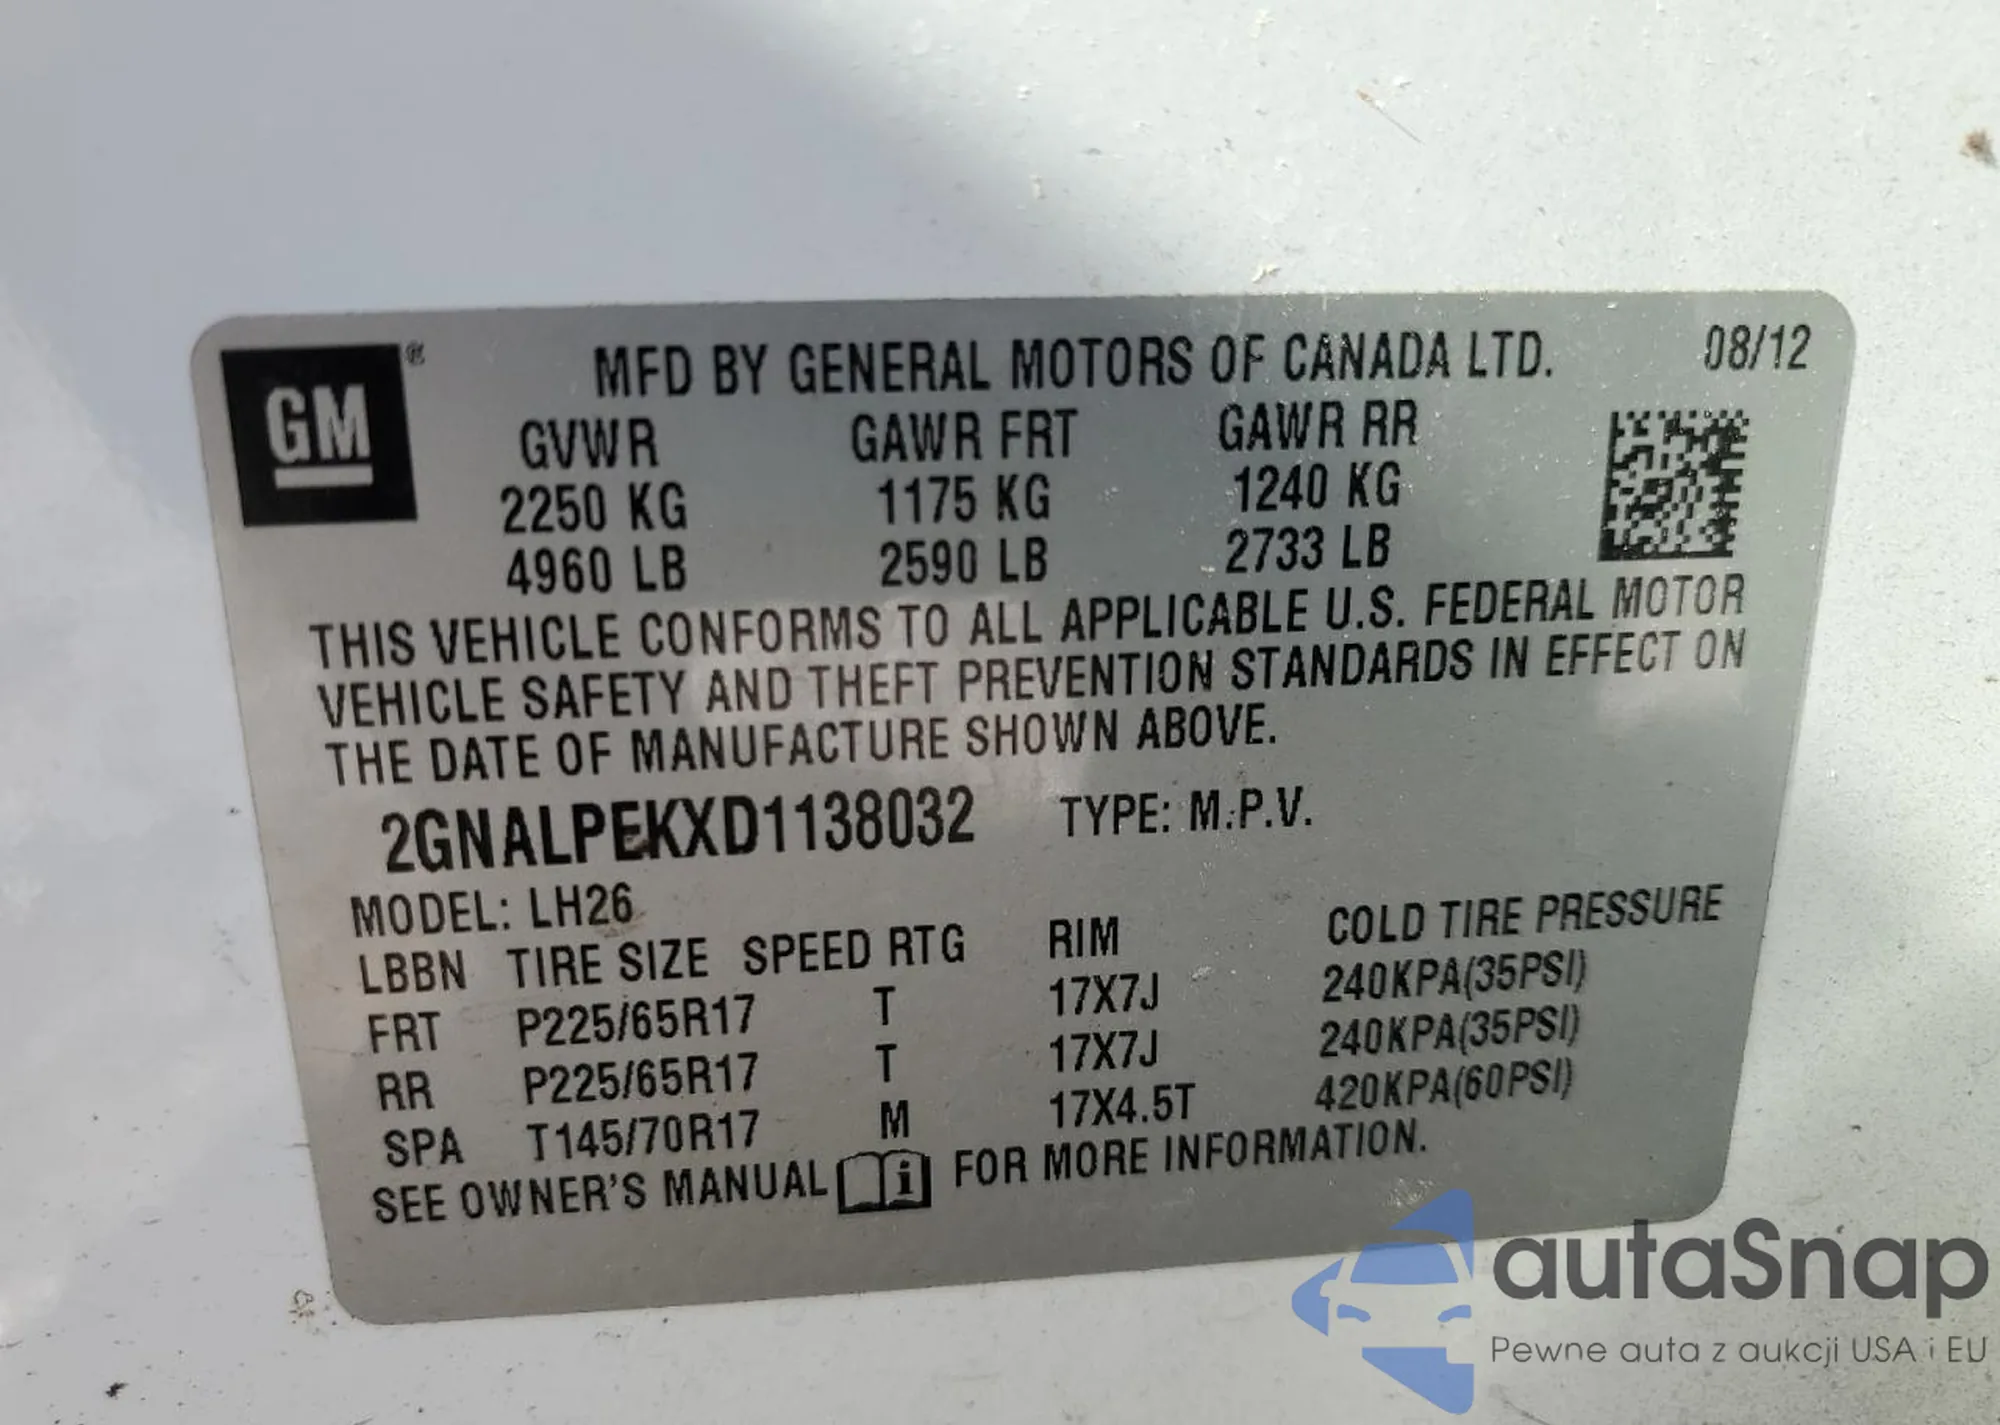 GM ® MFD BY GENERAL MOTORS OF CANADA LTD. 08/12
GVWR GAWR FRT GAWR RR
2250 KG 1175 KG 1240 KG
4960 LB 2590 LB 2733 LB
THIS VEHICLE CONFORMS TO ALL APPLICABLE U.S. FEDERAL MOTOR
VEHICLE SAFETY AND THEFT PREVENTION STANDARDS IN EFFECT ON
THE DATE OF MANUFACTURE SHOWN ABOVE.
2GNALPEKXD1138032 TYPE: M.P.V.
MODEL: LH26
LBBN TIRE SIZE SPEED RTG RIM COLD TIRE PRESSURE
FRT P225/65R17 T 17X7J 240KPA(35PSI)
RR P225/65R17 T 17X7J 240KPA(35PSI)
SPA T145/70R17 M 17X4.5T 420KPA(60PSI)
SEE OWNER'S MANUAL i FOR MORE INFORMATION.
autaSnap
Pewne auta z aukcji USA i EU